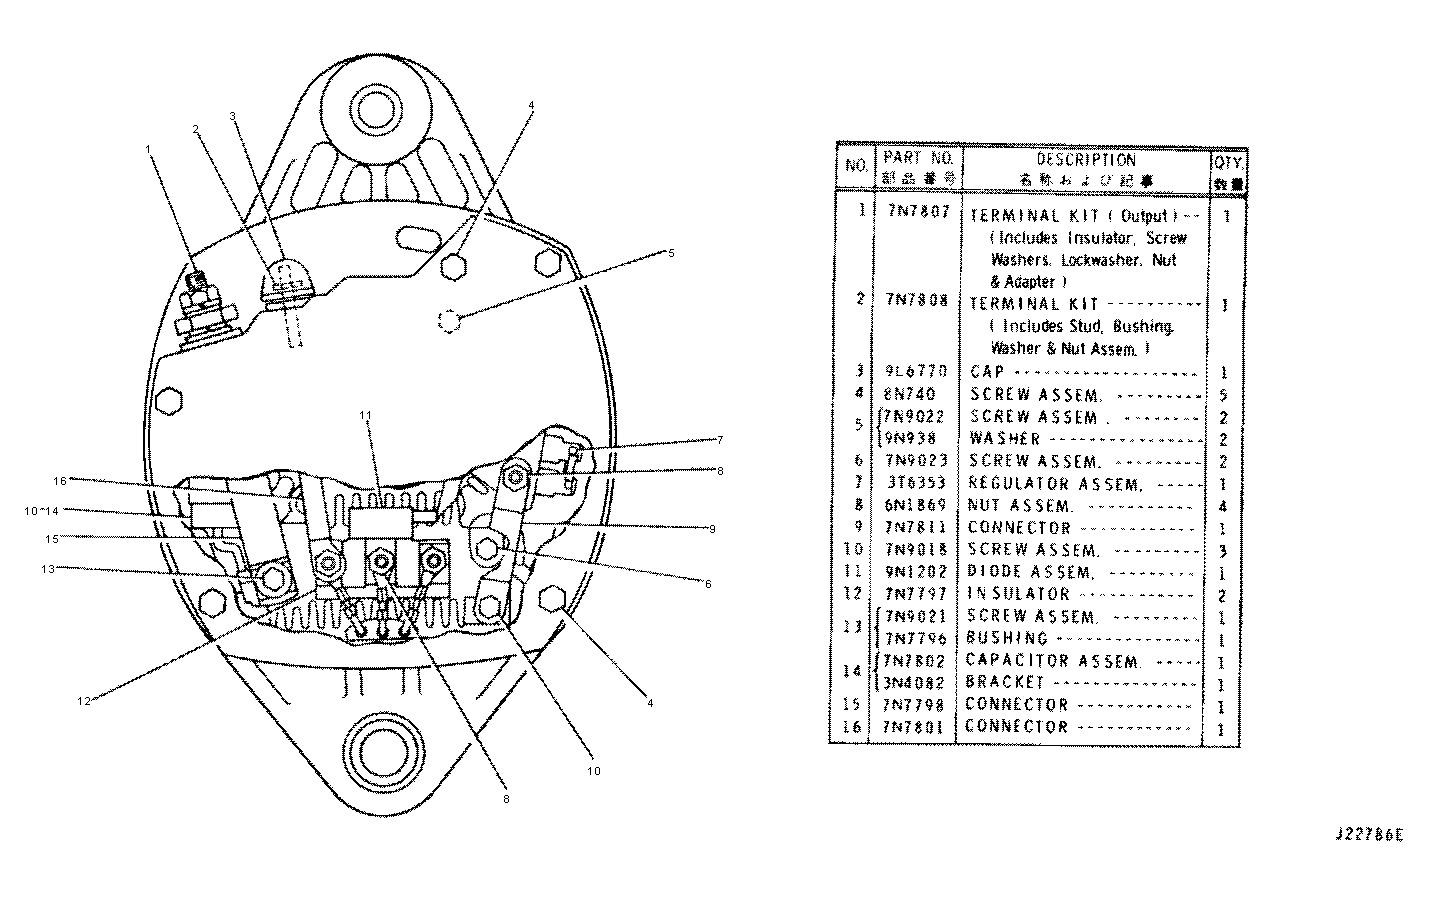 1
2
3
4
5
11
7
8
16
10~14
15
13
9
6
12
4
10
8
NO. PART NO. DESCRIPTION QTY.
部品番号 名称および記事 数量
1 7N7807 TERMINAL KIT ( Output ) -- 1
( Includes Insulator, Screw
Washers, Lockwasher, Nut
& Adapter )
2 7N7808 TERMINAL KIT ---------- 1
( Includes Stud, Bushing,
Washer & Nut Assem. )
3 9L6770 CAP ------------------- 1
4 8N740 SCREW ASSEM. --------- 5
5 { 7N9022 SCREW ASSEM . -------- 2
9N938 WASHER ---------------- 2
6 7N9023 SCREW ASSEM. --------- 2
7 3T6353 REGULATOR ASSEM. ------ 1
8 6N1869 NUT ASSEM. ----------- 4
9 7N7811 CONNECTOR ------------ 1
10 7N9018 SCREW ASSEM. --------- 3
11 9N1202 DIODE ASSEM. --------- 1
12 7N7797 INSULATOR ------------ 2
13 { 7N9021 SCREW ASSEM. --------- 1
7N7796 BUSHING -------------- 1
14 { 7N7802 CAPACITOR ASSEM. ----- 1
3N4082 BRACKET --------------- 1
15 7N7798 CONNECTOR ------------ 1
16 7N7801 CONNECTOR ------------ 1
J22786E